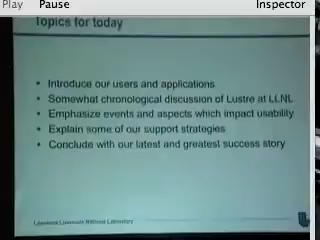 Play Pause Inspector
Topics for today
• Introduce our users and applications
• Somewhat chronological discussion of Lustre at LLNL
• Emphasize events and aspects which impact usability
• Explain some of our support strategies
• Conclude with our latest and greatest success story
Lawrence Livermore National Laboratory